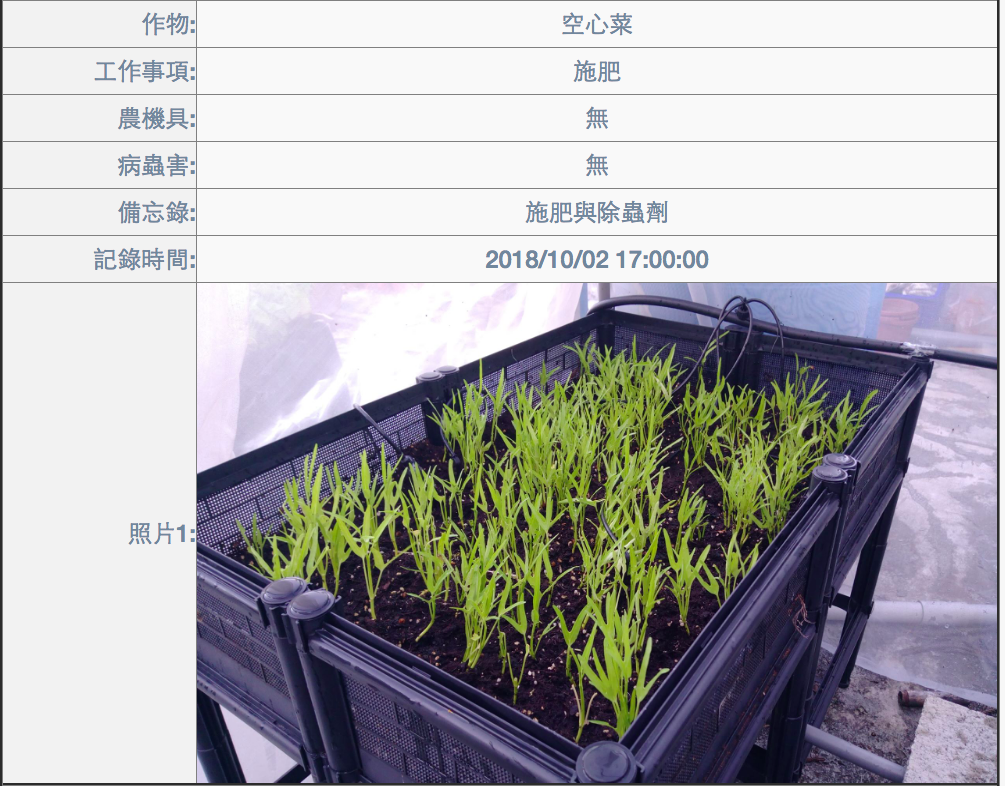 作物: 空心菜
工作事項: 施肥
農機具: 無
病蟲害: 無
備忘錄: 施肥與除蟲劑
記錄時間: 2018/10/02 17:00:00
照片1: